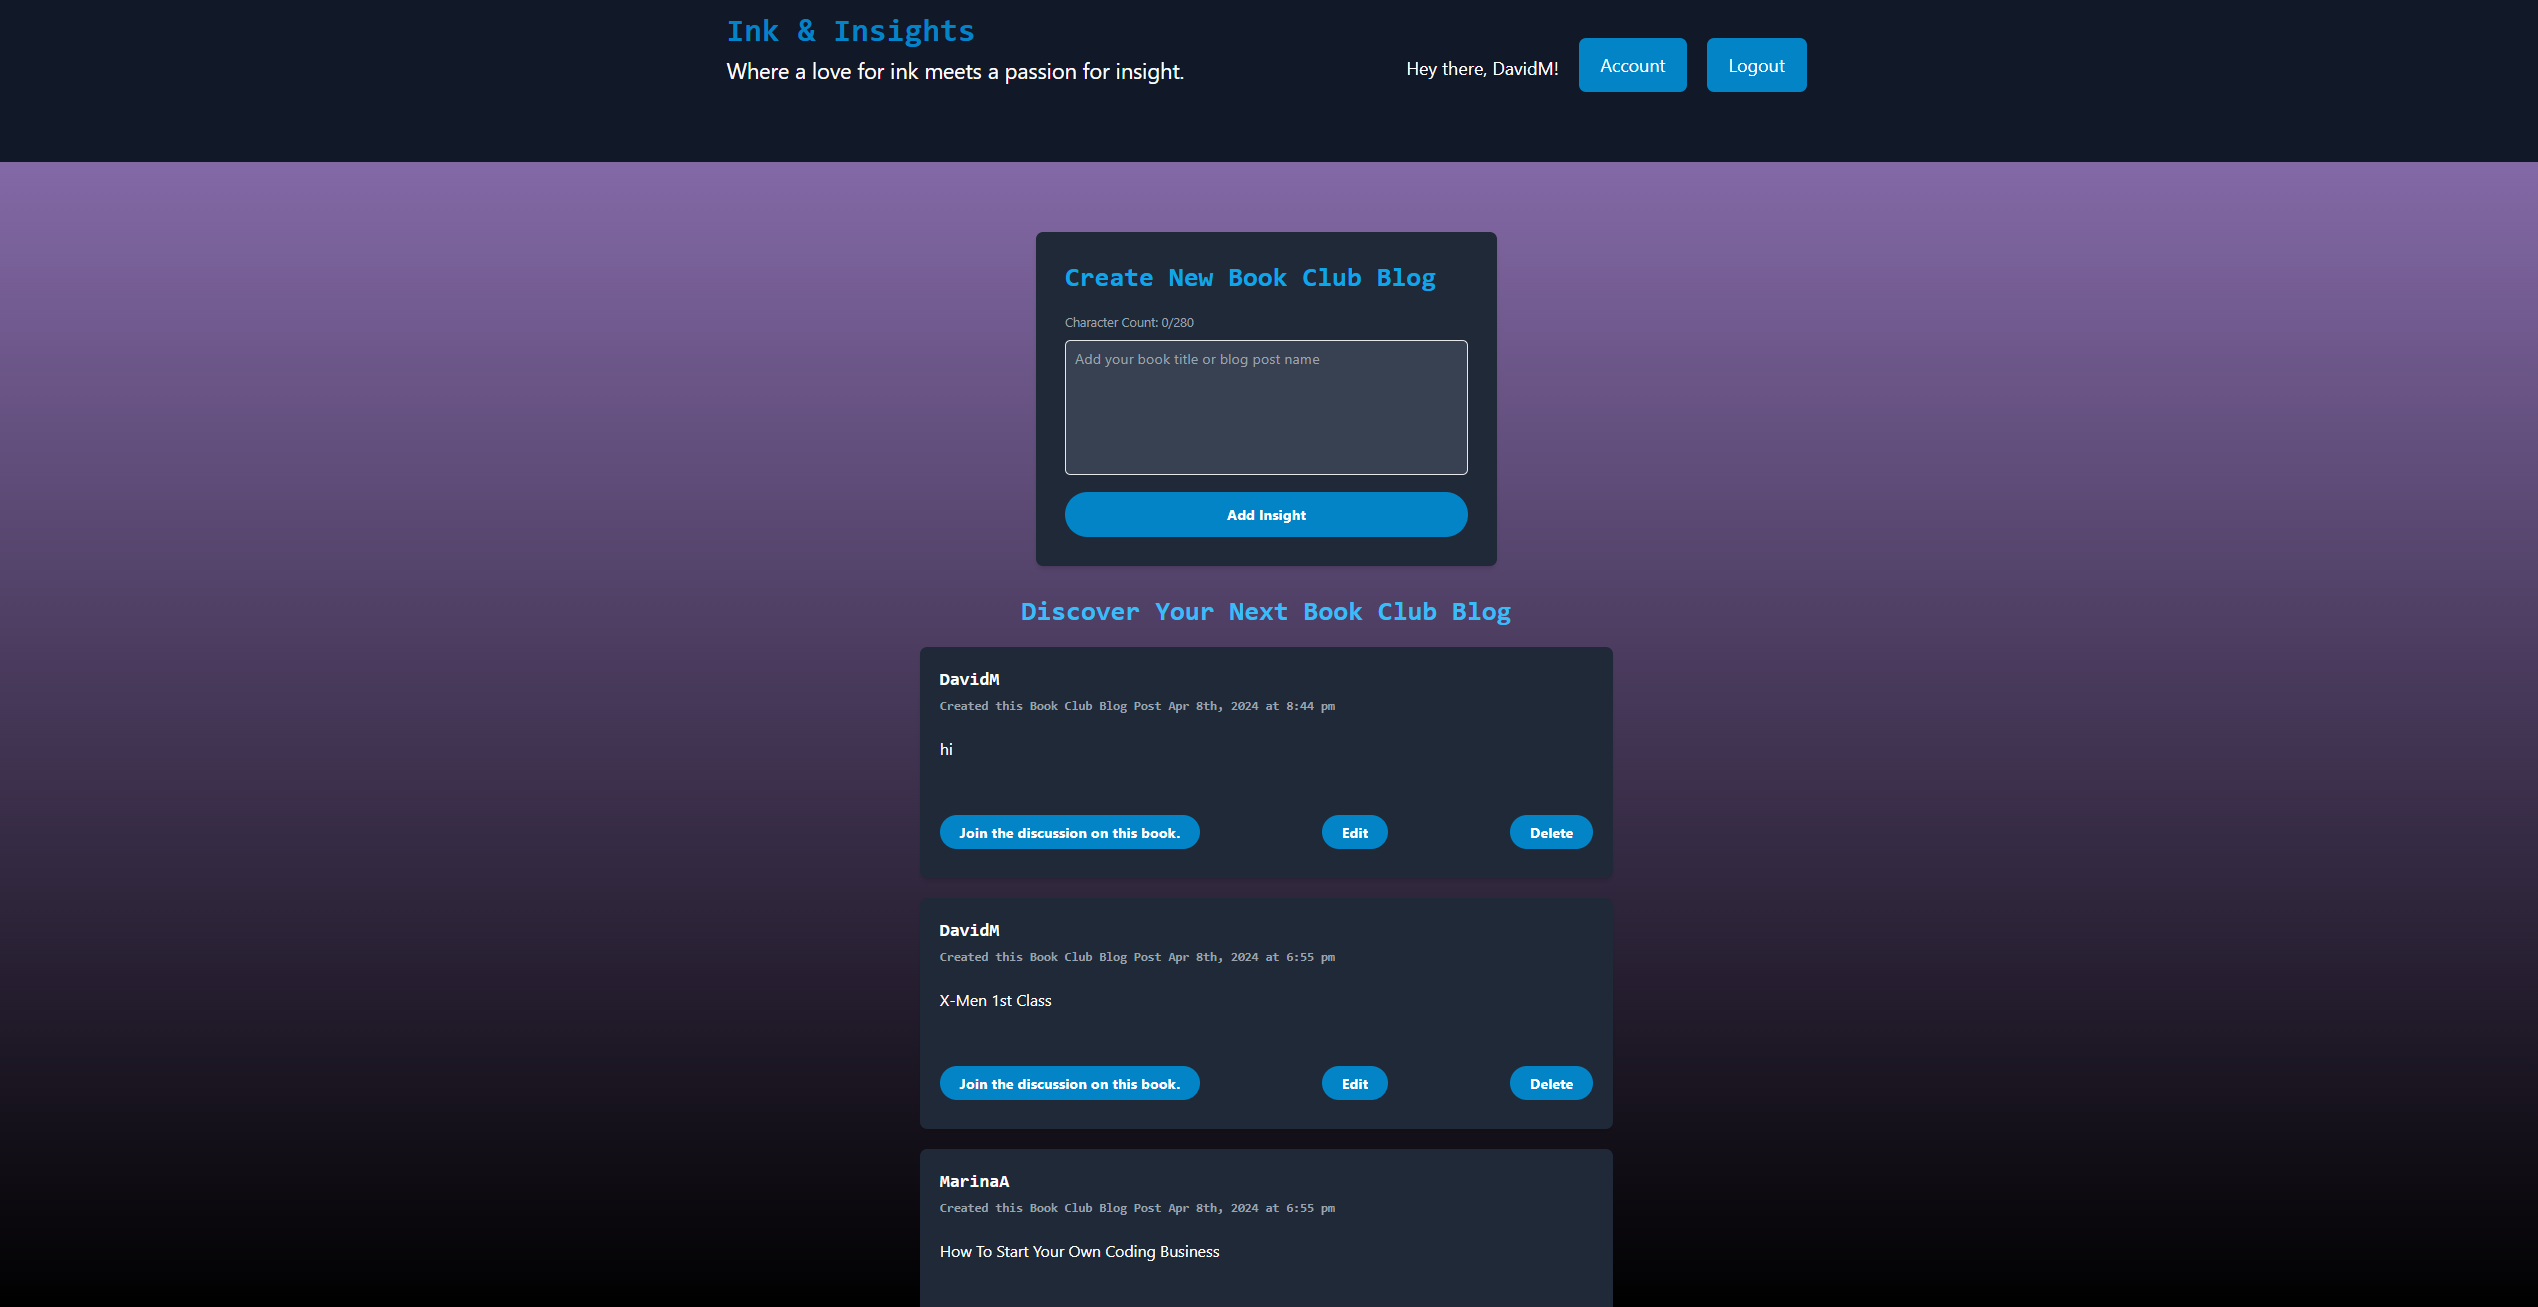 Ink & Insights
Where a love for ink meets a passion for insight.
Hey there, DavidM!
Account
Logout
Create New Book Club Blog
Character Count: 0/280
Add your book title or blog post name
Add Insight
Discover Your Next Book Club Blog
DavidM
Created this Book Club Blog Post Apr 8th, 2024 at 8:44 pm
hi
Join the discussion on this book.
Edit
Delete
DavidM
Created this Book Club Blog Post Apr 8th, 2024 at 6:55 pm
X-Men 1st Class
Join the discussion on this book.
Edit
Delete
MarinaA
Created this Book Club Blog Post Apr 8th, 2024 at 6:55 pm
How To Start Your Own Coding Business